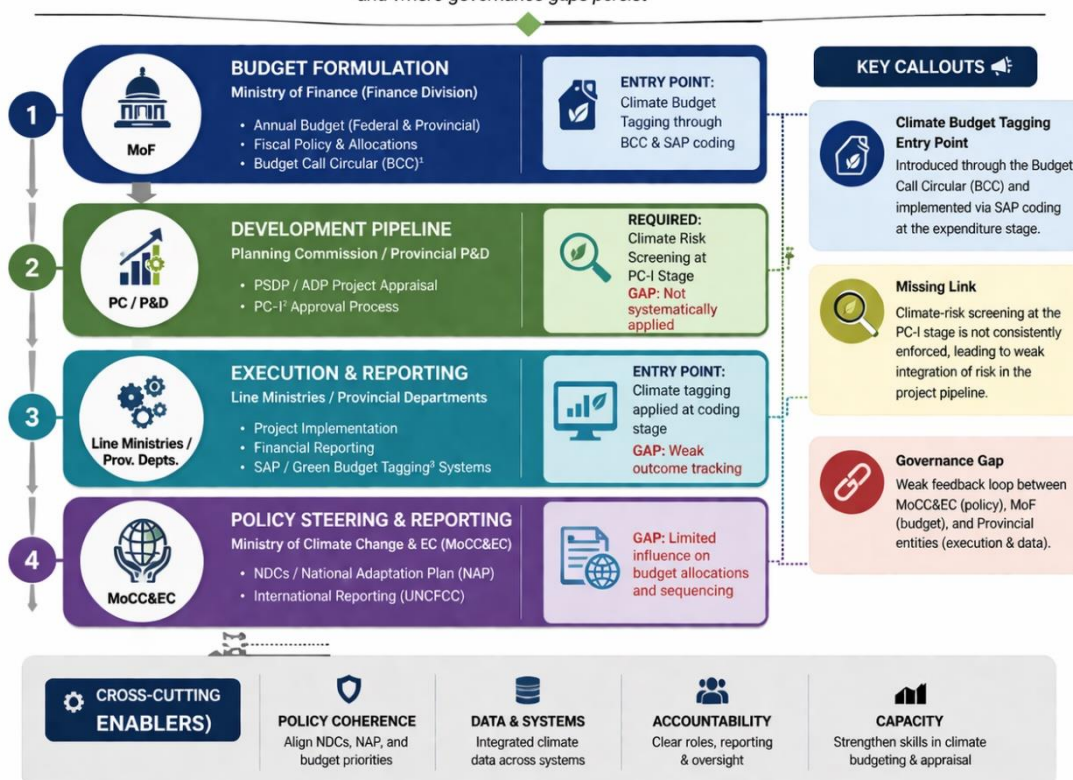 and where governance gaps persist
1
MoF
BUDGET FORMULATION
Ministry of Finance (Finance Division)
• Annual Budget (Federal & Provincial)
• Fiscal Policy & Allocations
• Budget Call Circular (BCC)¹
ENTRY POINT:
Climate Budget
Tagging through
BCC & SAP coding
2
PC / P&D
DEVELOPMENT PIPELINE
Planning Commission / Provincial P&D
• PSDP / ADP Project Appraisal
• PC-I² Approval Process
REQUIRED:
Climate Risk
Screening at
PC-I Stage
GAP: Not
systematically
applied
3
Line Ministries /
Prov. Depts.
EXECUTION & REPORTING
Line Ministries / Provincial Departments
• Project Implementation
• Financial Reporting
• SAP / Green Budget Tagging³ Systems
ENTRY POINT:
Climate tagging
applied at coding
stage
GAP: Weak
outcome tracking
4
MoCC&EC
POLICY STEERING & REPORTING
Ministry of Climate Change & EC (MoCC&EC)
• NDCs / National Adaptation Plan (NAP)
• International Reporting (UNCFCC)
GAP: Limited
influence on
budget allocations
and sequencing
KEY CALLOUTS
Climate Budget Tagging
Entry Point
Introduced through the Budget
Call Circular (BCC) and
implemented via SAP coding
at the expenditure stage.
Missing Link
Climate-risk screening at the
PC-I stage is not consistently
enforced, leading to weak
integration of risk in the
project pipeline.
Governance Gap
Weak feedback loop between
MoCC&EC (policy), MoF
(budget), and Provincial
entities (execution & data).
CROSS-CUTTING
ENABLERS)
POLICY COHERENCE
Align NDCs, NAP, and
budget priorities
DATA & SYSTEMS
Integrated climate
data across systems
ACCOUNTABILITY
Clear roles, reporting
& oversight
CAPACITY
Strengthen skills in climate
budgeting & appraisal